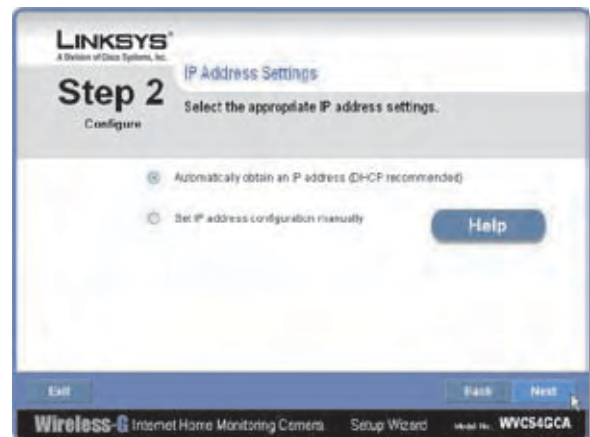 LINKSYS®
A Division of Cisco Systems, Inc.
Step 2
Configure
IP Address Settings
Select the appropriate IP address settings.
Automatically obtain an IP address (DHCP recommended)
Set IP address configuration manually
Help
Exit
Back
Next
Wireless-G Internet Home Monitoring Camera
Setup Wizard
Model No.
WVC54GCA